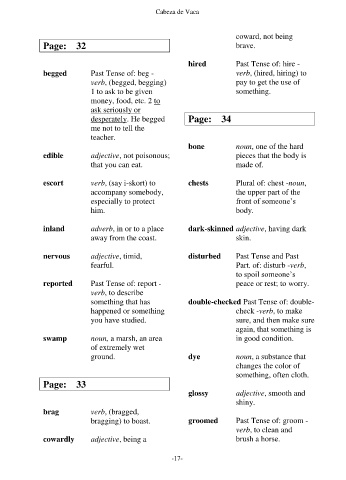 Cabeza de Vaca
Page: 32
begged Past Tense of: beg -
verb, (begged, begging)
1 to ask to be given
money, food, etc. 2 to
ask seriously or
desperately. He begged
me not to tell the
teacher.
edible adjective, not poisonous;
that you can eat.
escort verb, (say i-skort) to
accompany somebody,
especially to protect
him.
inland adverb, in or to a place
away from the coast.
nervous adjective, timid,
fearful.
reported Past Tense of: report -
verb, to describe
something that has
happened or something
you have studied.
swamp noun, a marsh, an area
of extremely wet
ground.
Page: 33
brag verb, (bragged,
bragging) to boast.
cowardly adjective, being a
coward, not being
brave.
hired Past Tense of: hire -
verb, (hired, hiring) to
pay to get the use of
something.
Page: 34
bone noun, one of the hard
pieces that the body is
made of.
chests Plural of: chest -noun,
the upper part of the
front of someone's
body.
dark-skinned adjective, having dark
skin.
disturbed Past Tense and Past
Part. of: disturb -verb,
to spoil someone's
peace or rest; to worry.
double-checked Past Tense of: double-
check -verb, to make
sure, and then make sure
again, that something is
in good condition.
dye noun, a substance that
changes the color of
something, often cloth.
glossy adjective, smooth and
shiny.
groomed Past Tense of: groom -
verb, to clean and
brush a horse.
-17-